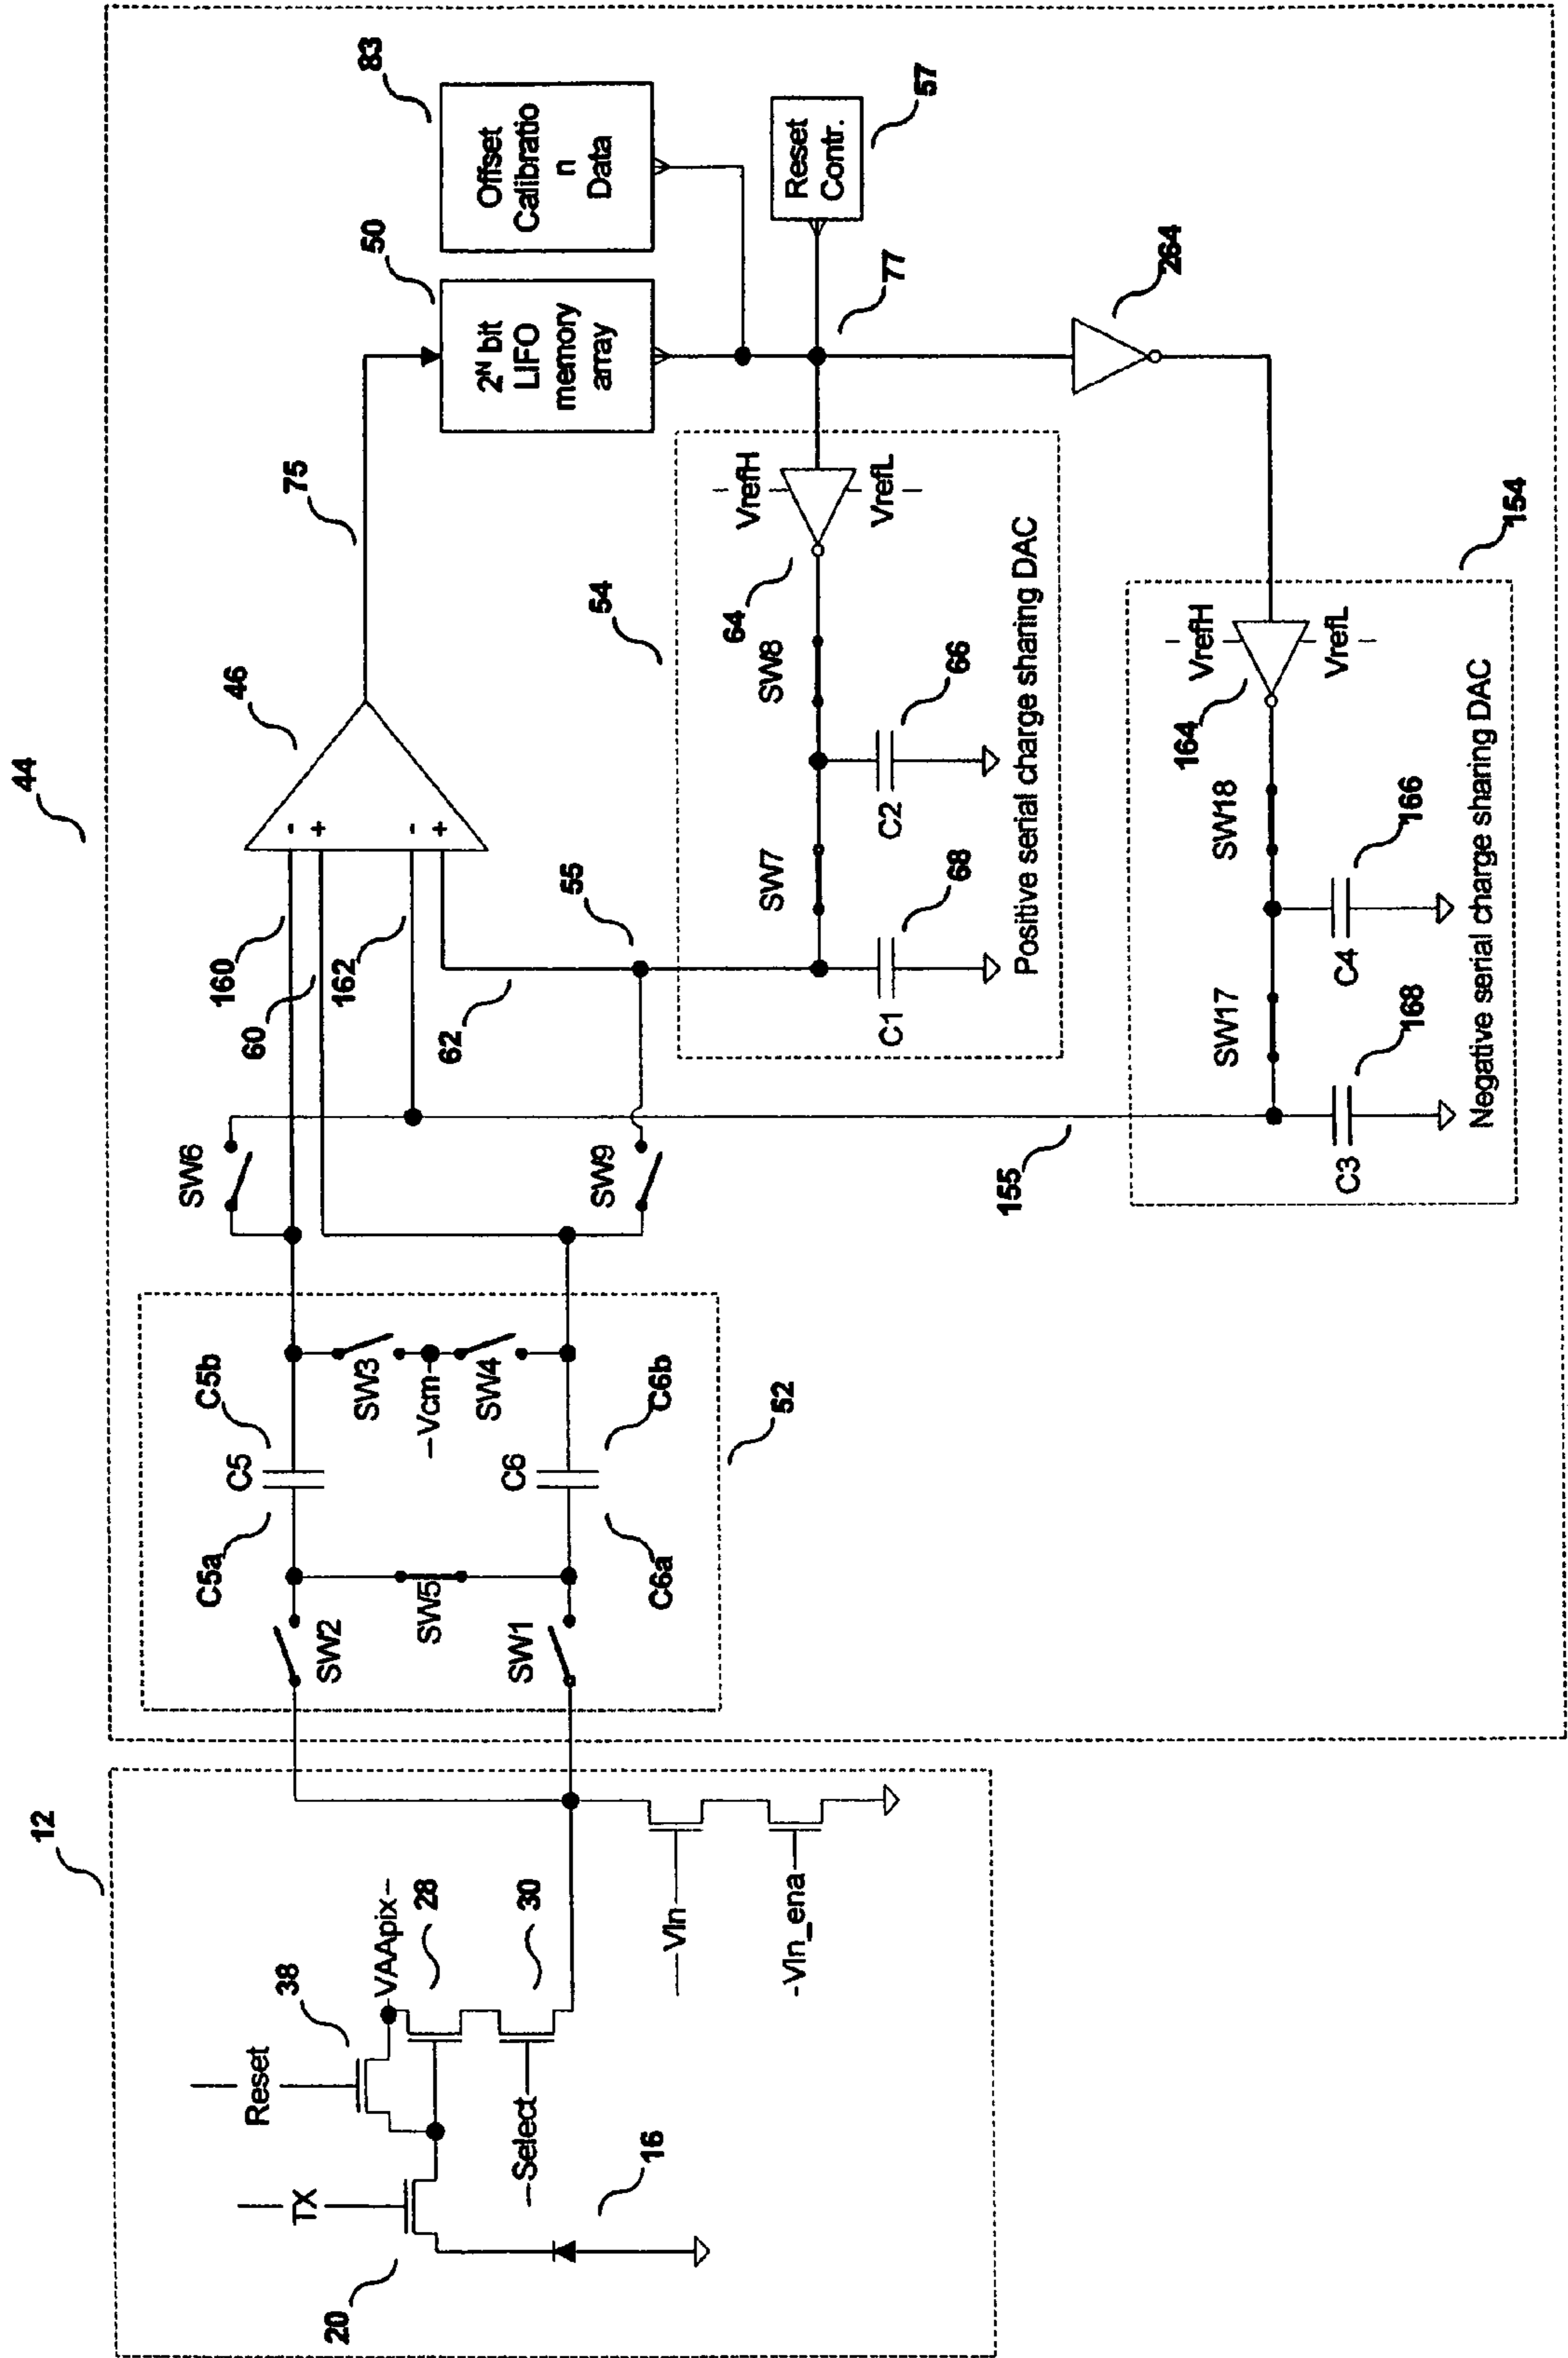 44
12
Reset
38
VAApix
28
30
TX
20
Select
16
Vln
Vln_ena
SW2
SW1
SW5
C5a
C5
C5b
C6a
C6
C6b
SW3
Vcm
SW4
52
SW6
SW9
160
60
162
62
55
-
+
-
+
46
75
50
2ᴺ bit
LIFO
memory
array
83
Offset
Calibratio
n
Data
Reset
Contr.
57
77
264
54
VrefH
VrefL
64
SW8
SW7
66
C2
68
C1
Positive serial charge sharing DAC
155
154
VrefH
VrefL
164
SW18
SW17
166
C4
168
C3
Negative serial charge sharing DAC